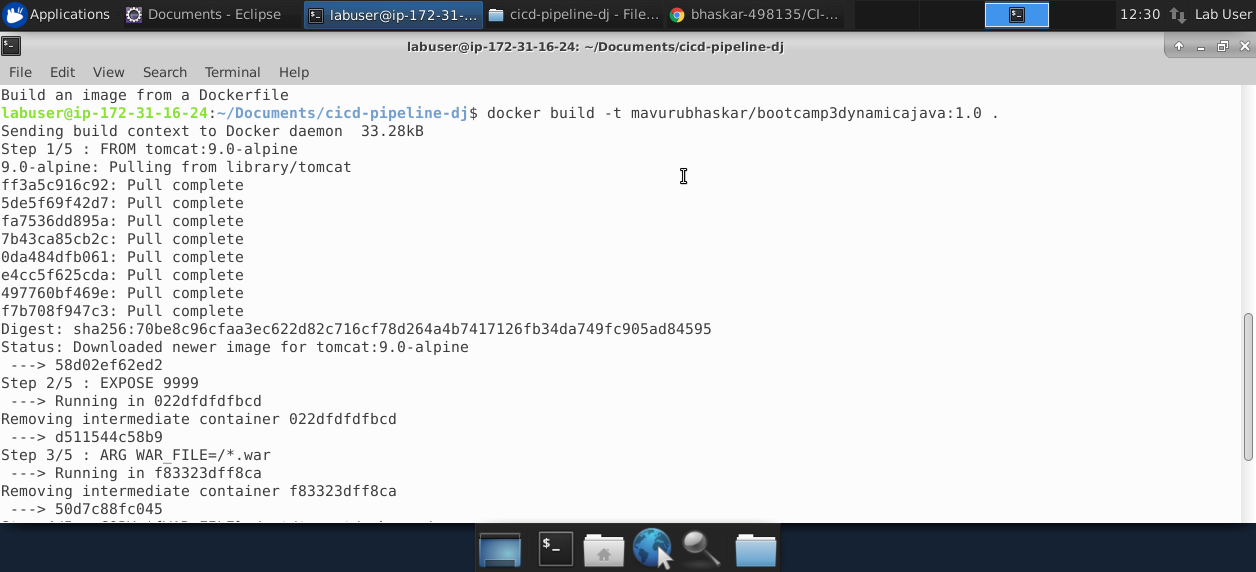 Applications
Documents - Eclipse
labuser@ip-172-31-...
cicd-pipeline-dj - File...
bhaskar-498135/CI-...
12:30
Lab User
labuser@ip-172-31-16-24: ~/Documents/cicd-pipeline-dj
File Edit View Search Terminal Help
Build an image from a Dockerfile
labuser@ip-172-31-16-24:~/Documents/cicd-pipeline-dj$ docker build -t mavurubhaskar/bootcamp3dynamicajava:1.0 .
Sending build context to Docker daemon  33.28kB
Step 1/5 : FROM tomcat:9.0-alpine
9.0-alpine: Pulling from library/tomcat
ff3a5c916c92: Pull complete
5de5f69f42d7: Pull complete
fa7536dd895a: Pull complete
7b43ca85cb2c: Pull complete
0da484dfb061: Pull complete
e4cc5f625cda: Pull complete
497760bf469e: Pull complete
f7b708f947c3: Pull complete
Digest: sha256:70be8c96cfaa3ec622d82c716cf78d264a4b7417126fb34da749fc905ad84595
Status: Downloaded newer image for tomcat:9.0-alpine
 ---> 58d02ef62ed2
Step 2/5 : EXPOSE 9999
 ---> Running in 022dfdfdfbcd
Removing intermediate container 022dfdfdfbcd
 ---> d511544c58b9
Step 3/5 : ARG WAR_FILE=/*.war
 ---> Running in f83323dff8ca
Removing intermediate container f83323dff8ca
 ---> 50d7c88fc045